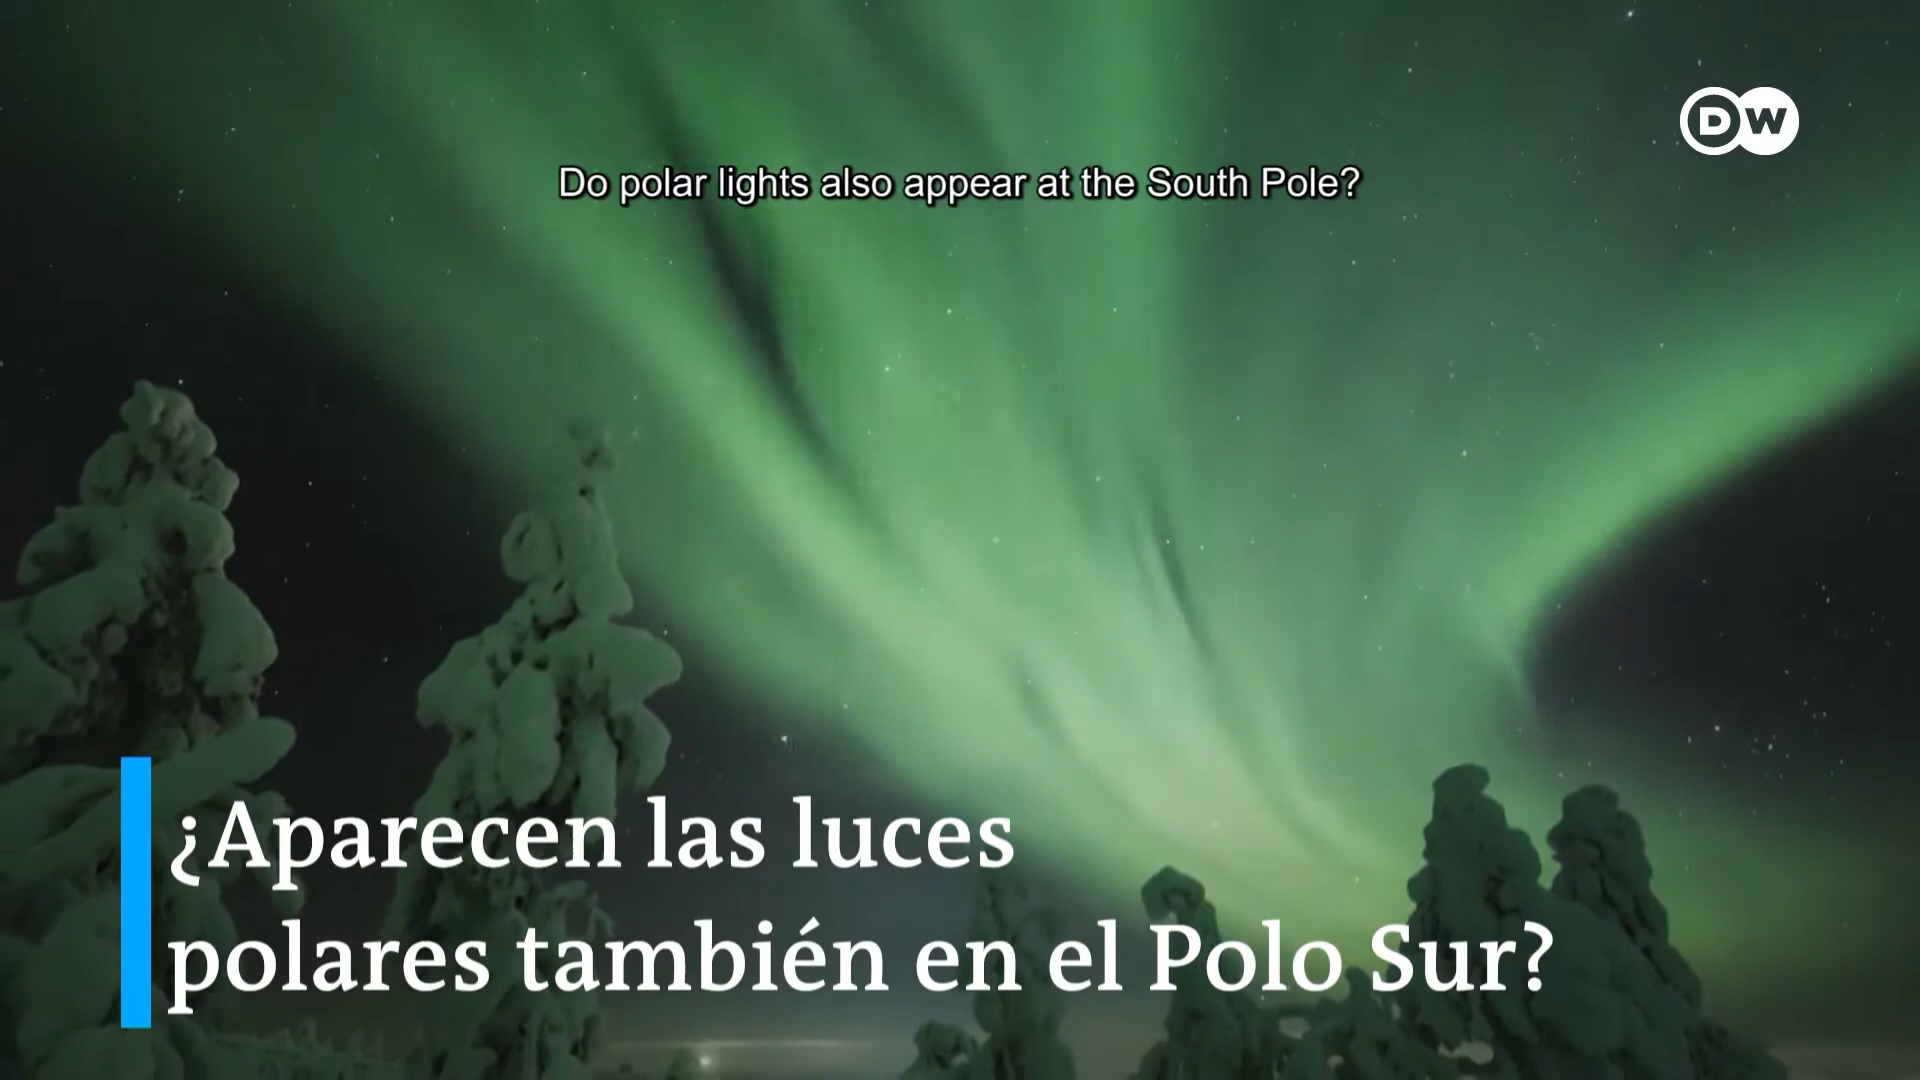 DW
Do polar lights also appear at the South Pole?
¿Aparecen las luces
polares también en el Polo Sur?